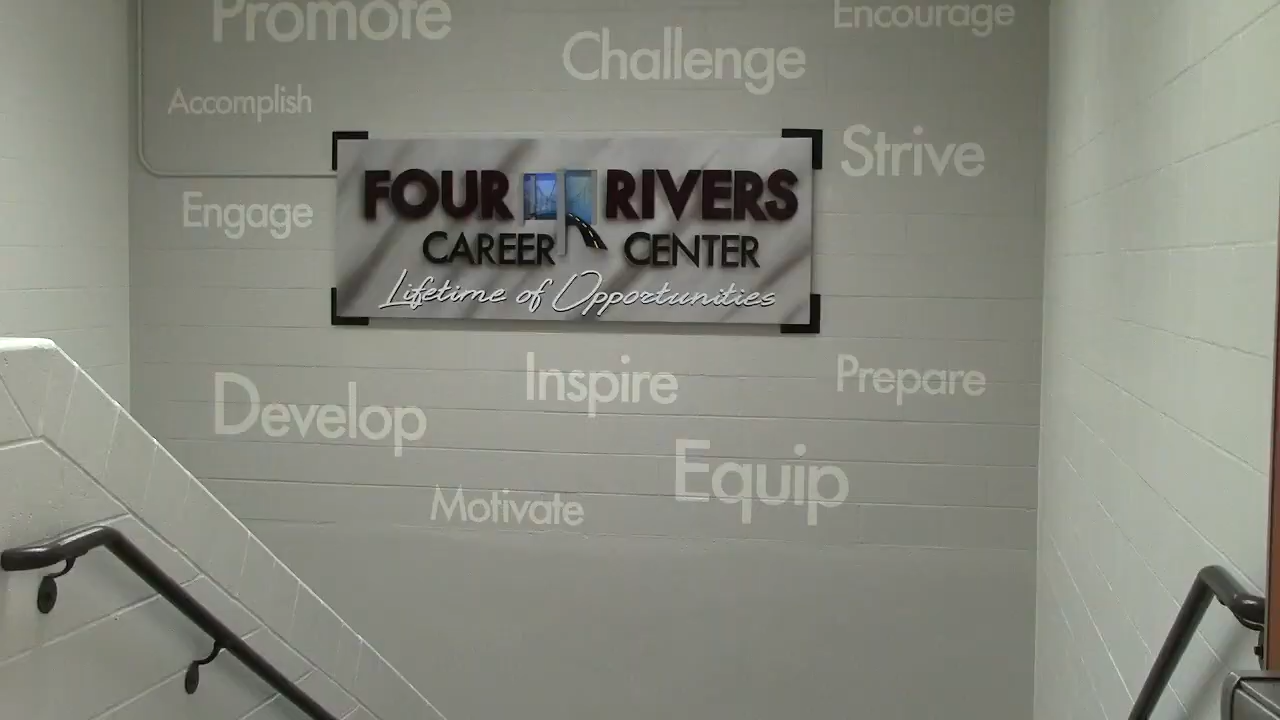 Promote
Encourage
Challenge
Accomplish
Strive
Engage
FOUR RIVERS
CAREER CENTER
Lifetime of Opportunities
Inspire
Prepare
Develop
Equip
Motivate